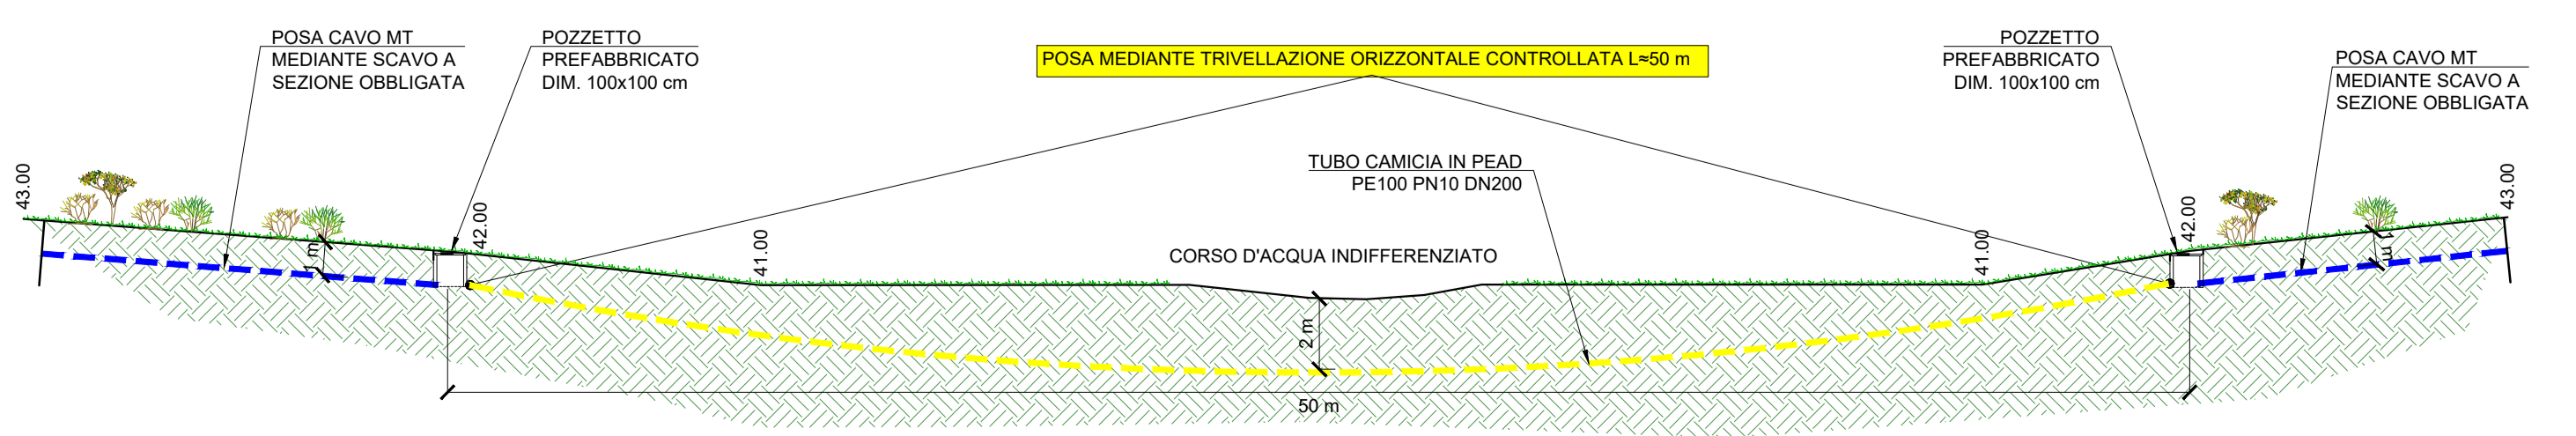 POSA CAVO MT
MEDIANTE SCAVO A
SEZIONE OBBLIGATA
POZZETTO
PREFABBRICATO
DIM. 100x100 cm
POSA MEDIANTE TRIVELLAZIONE ORIZZONTALE CONTROLLATA L≈50 m
POZZETTO
PREFABBRICATO
DIM. 100x100 cm
POSA CAVO MT
MEDIANTE SCAVO A
SEZIONE OBBLIGATA
TUBO CAMICIA IN PEAD
PE100 PN10 DN200
43.00
42.00
41.00
CORSO D'ACQUA INDIFFERENZIATO
41.00
42.00
43.00
1 m
2 m
1 m
50 m